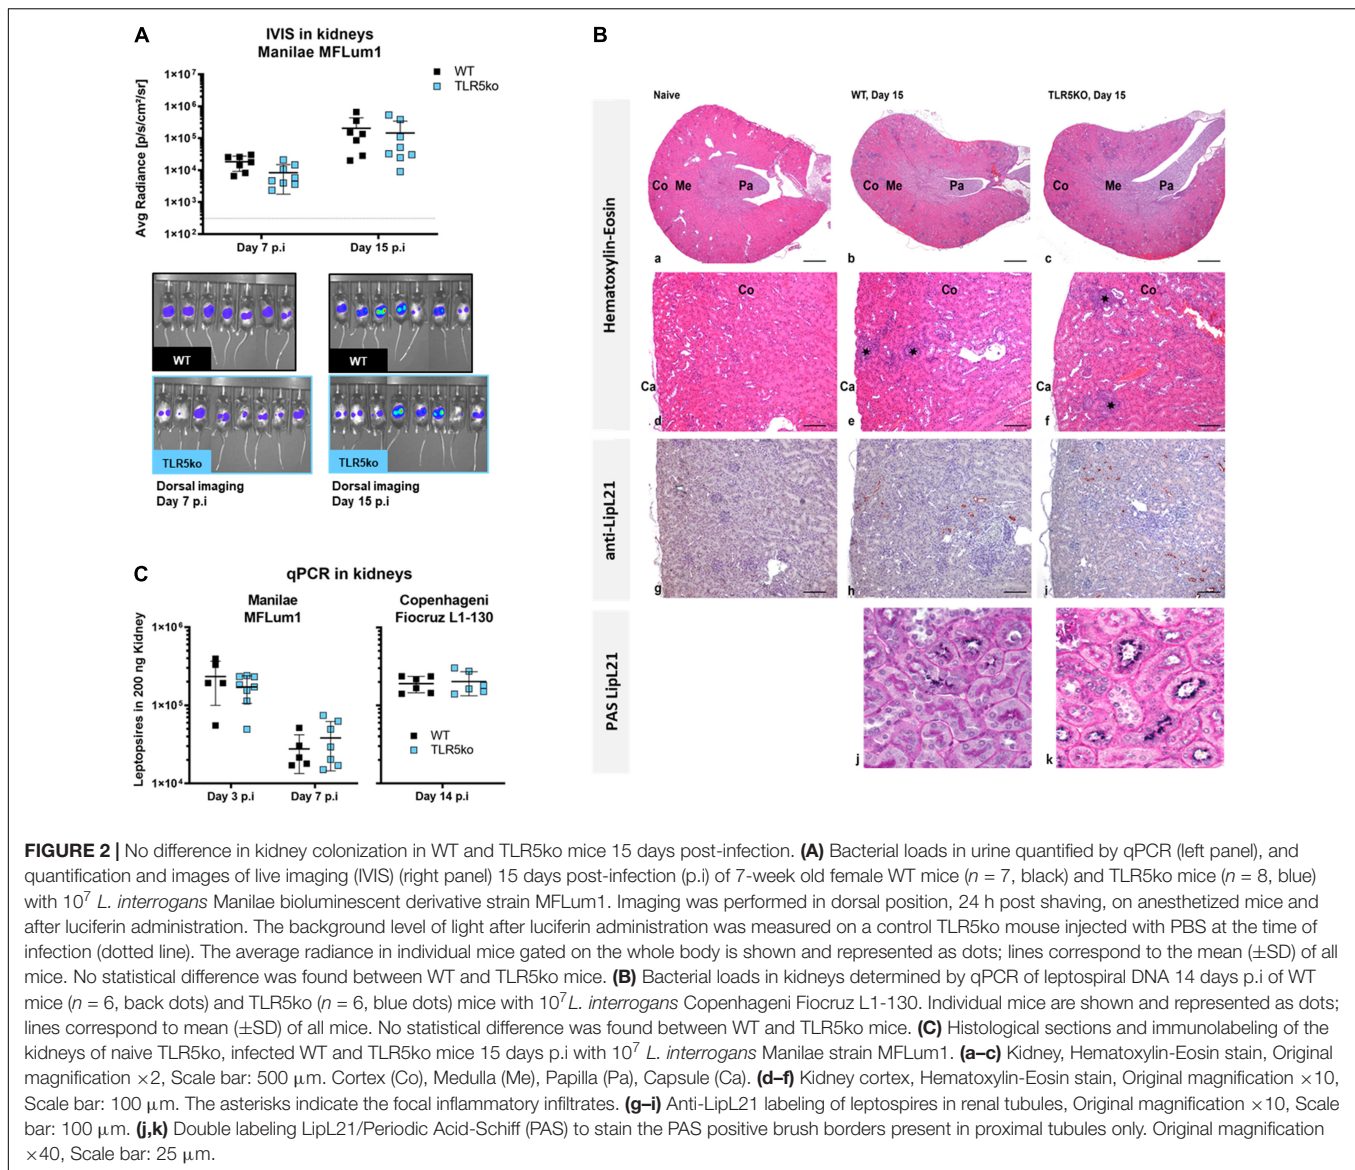 A
IVIS in kidneys
Manilae MFLum1
WT
TLR5ko
Avg Radiance [p/s/cm²/sr]
1×10⁷
1×10⁶
1×10⁵
1×10⁴
1×10³
1×10²
Day 7 p.i
Day 15 p.i
WT
WT
TLR5ko
TLR5ko
Dorsal imaging
Day 7 p.i
Dorsal imaging
Day 15 p.i
B
Naive
WT, Day 15
TLR5KO, Day 15
Hematoxylin-Eosin
Co Me Pa
a
Co Me Pa
b
Co Me Pa
c
Co
Ca
d
Co
Ca
e
Co
Ca
f
anti-LipL21
g
h
i
PAS LipL21
j
k
C
qPCR in kidneys
Manilae
MFLum1
Copenhageni
Fiocruz L1-130
Leptopsires in 200 ng Kidney
1×10⁶
1×10⁵
1×10⁴
WT
TLR5ko
Day 3 p.i
Day 7 p.i
Day 14 p.i
FIGURE 2 | No difference in kidney colonization in WT and TLR5ko mice 15 days post-infection. (A) Bacterial loads in urine quantified by qPCR (left panel), and
quantification and images of live imaging (IVIS) (right panel) 15 days post-infection (p.i) of 7-week old female WT mice (n = 7, black) and TLR5ko mice (n = 8, blue)
with 10⁷ L. interrogans Manilae bioluminescent derivative strain MFLum1. Imaging was performed in dorsal position, 24 h post shaving, on anesthetized mice and
after luciferin administration. The background level of light after luciferin administration was measured on a control TLR5ko mouse injected with PBS at the time of
infection (dotted line). The average radiance in individual mice gated on the whole body is shown and represented as dots; lines correspond to the mean (±SD) of all
mice. No statistical difference was found between WT and TLR5ko mice. (B) Bacterial loads in kidneys determined by qPCR of leptospiral DNA 14 days p.i of WT
mice (n = 6, back dots) and TLR5ko (n = 6, blue dots) mice with 10⁷L. interrogans Copenhageni Fiocruz L1-130. Individual mice are shown and represented as dots;
lines correspond to mean (±SD) of all mice. No statistical difference was found between WT and TLR5ko mice. (C) Histological sections and immunolabeling of the
kidneys of naive TLR5ko, infected WT and TLR5ko mice 15 days p.i with 10⁷ L. interrogans Manilae strain MFLum1. (a–c) Kidney, Hematoxylin-Eosin stain, Original
magnification ×2, Scale bar: 500 μm. Cortex (Co), Medulla (Me), Papilla (Pa), Capsule (Ca). (d–f) Kidney cortex, Hematoxylin-Eosin stain, Original magnification ×10,
Scale bar: 100 μm. The asterisks indicate the focal inflammatory infiltrates. (g–i) Anti-LipL21 labeling of leptospires in renal tubules, Original magnification ×10, Scale
bar: 100 μm. (j,k) Double labeling LipL21/Periodic Acid-Schiff (PAS) to stain the PAS positive brush borders present in proximal tubules only. Original magnification
×40, Scale bar: 25 μm.